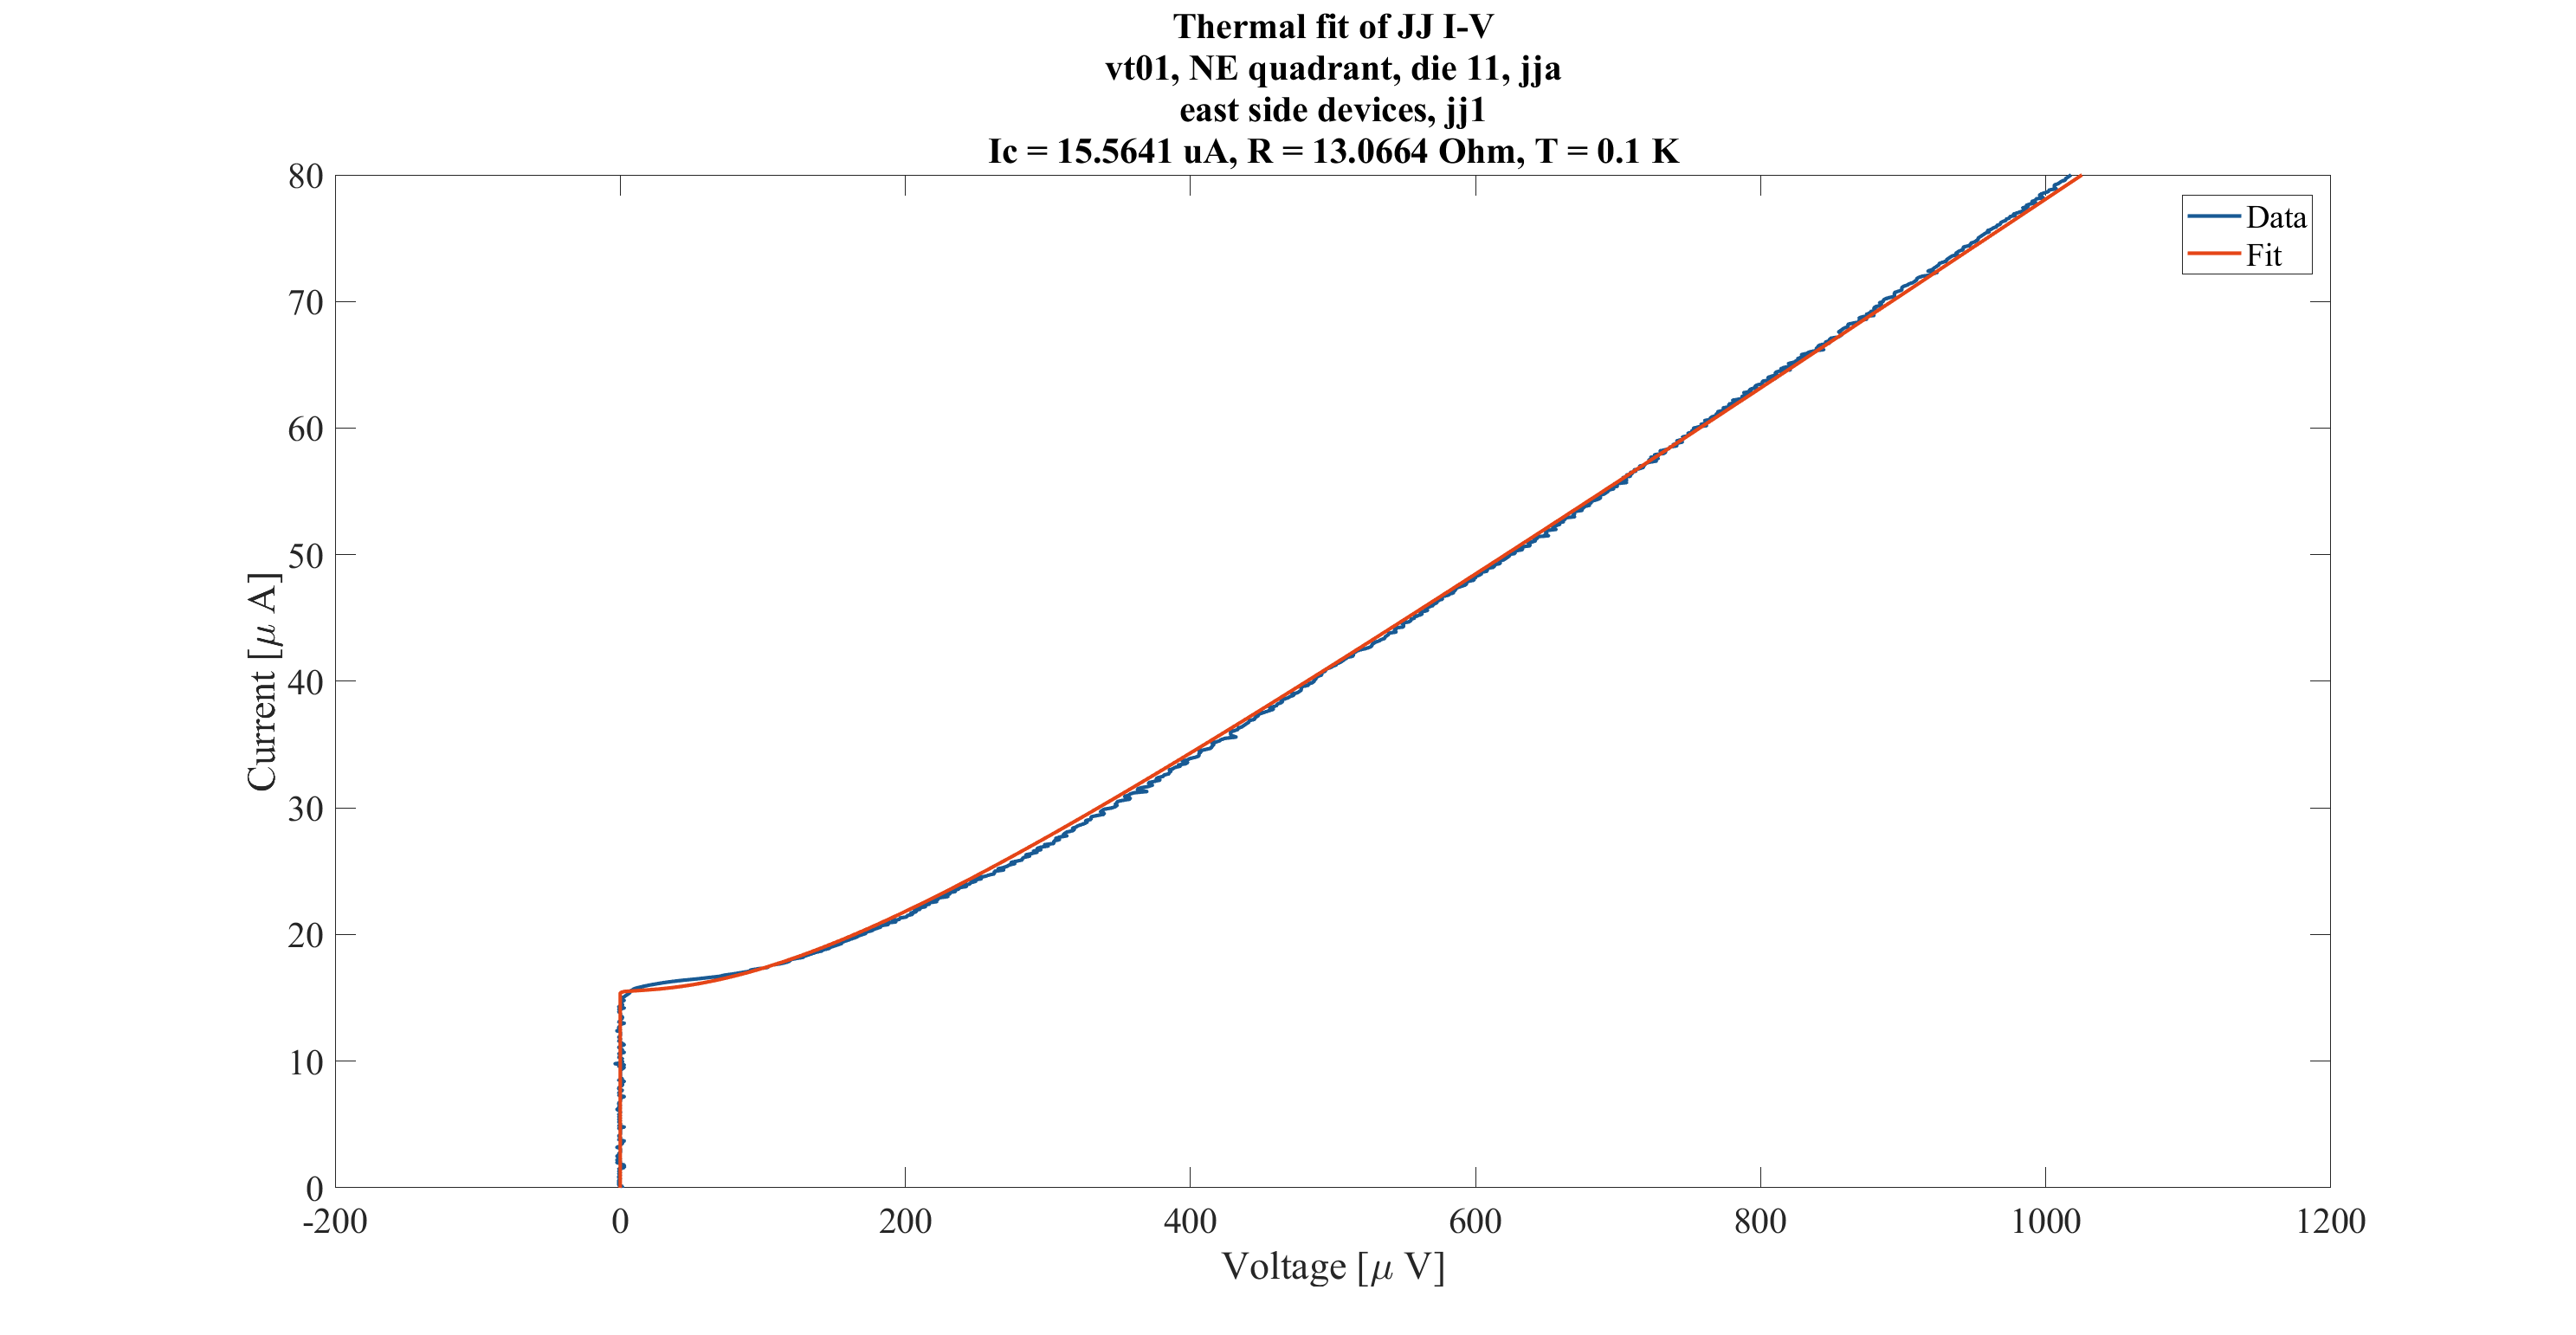 Thermal fit of JJ I-V
vt01, NE quadrant, die 11, jja
east side devices, jj1
Ic = 15.5641 uA, R = 13.0664 Ohm, T = 0.1 K
Data
Fit
80
70
60
50
40
30
20
10
0
Current [μ A]
-200
0
200
400
600
800
1000
1200
Voltage [μ V]